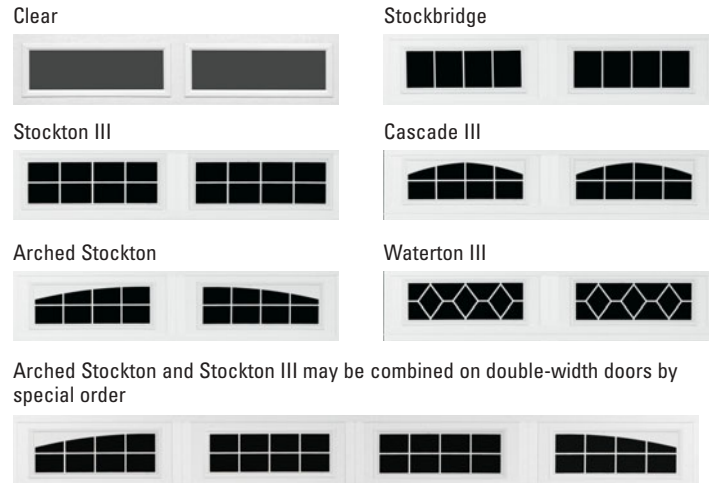 Clear
Stockbridge
Stockton III
Cascade III
Arched Stockton
Waterton III
Arched Stockton and Stockton III may be combined on double-width doors by
special order